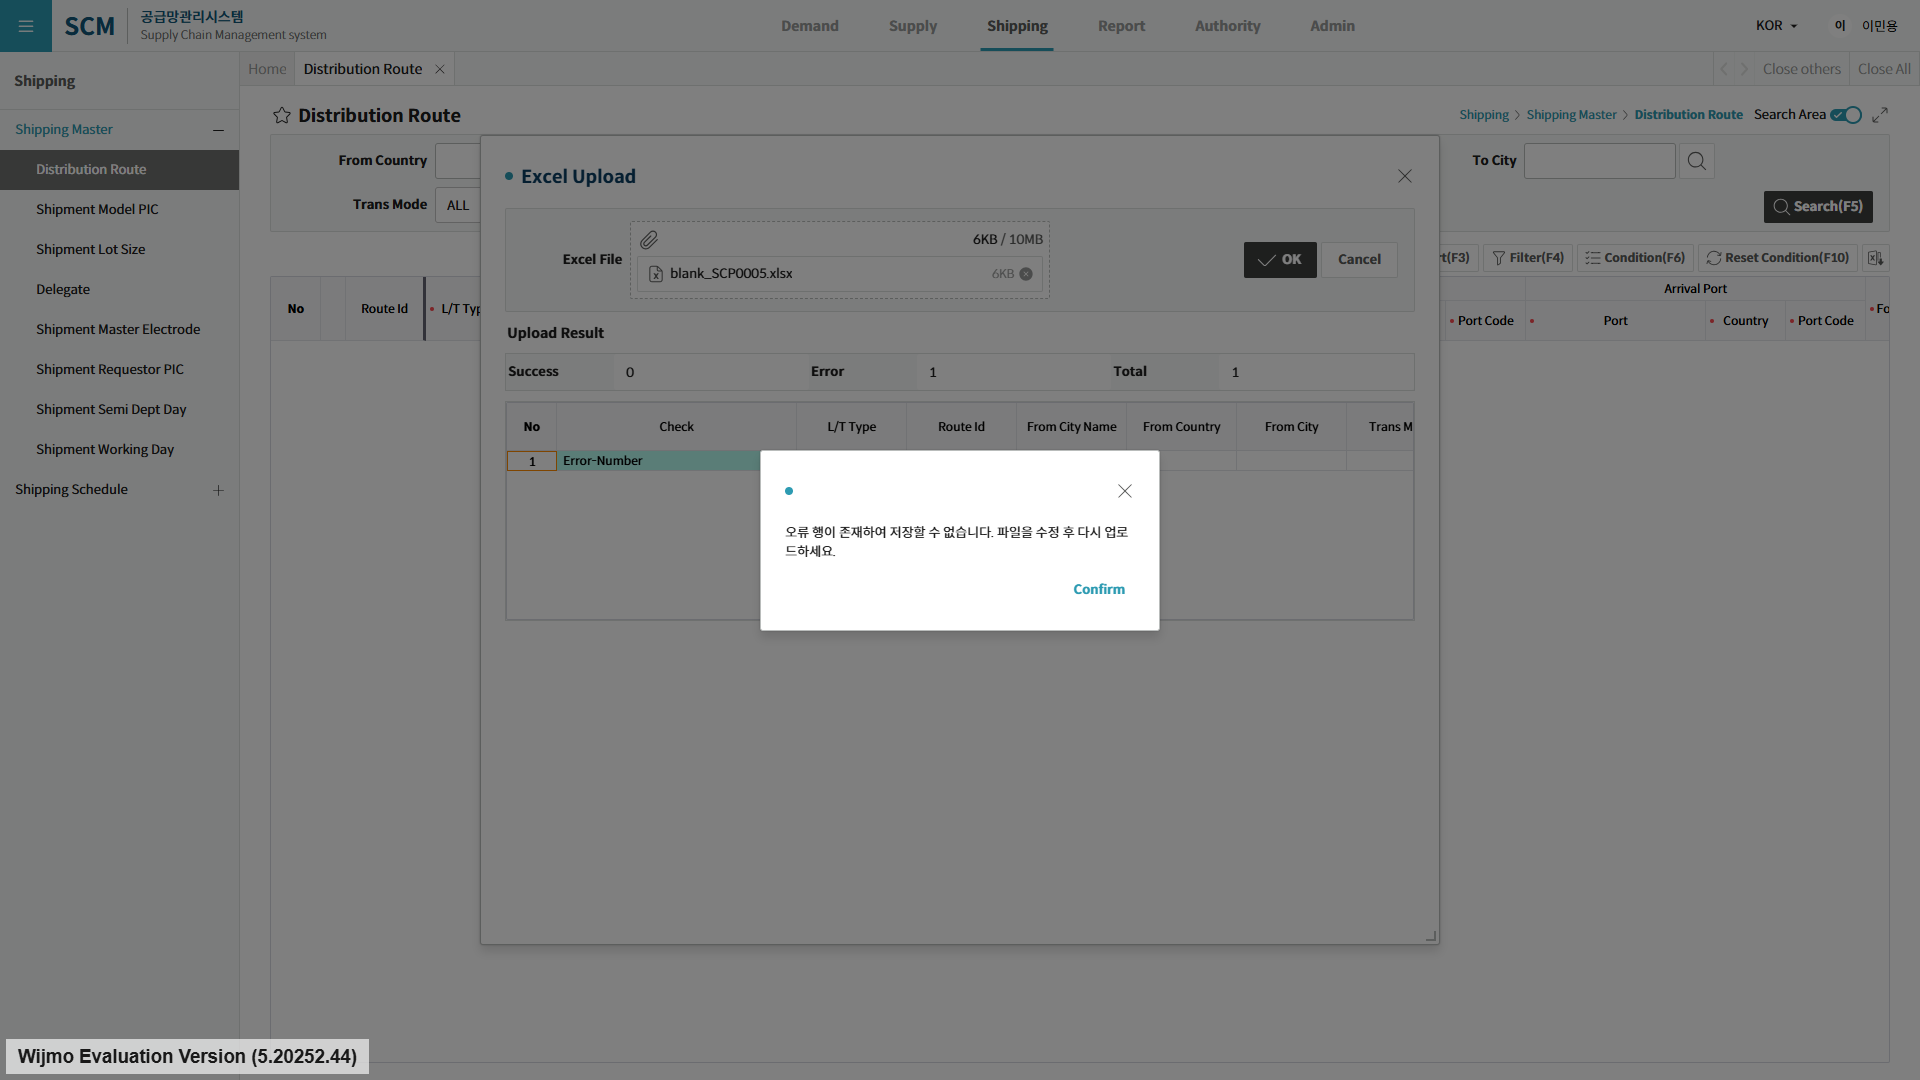 SCM
공급망관리시스템
Supply Chain Management system
Demand
Supply
Shipping
Report
Authority
Admin
KOR
이
이민용
Shipping
Home
Distribution Route
Close others
Close All
Shipping Master
Distribution Route
Shipment Model PIC
Shipment Lot Size
Delegate
Shipment Master Electrode
Shipment Requestor PIC
Shipment Semi Dept Day
Shipment Working Day
Shipping Schedule
Distribution Route
Shipping > Shipping Master > Distribution Route
Search Area
From Country
To City
Trans Mode
ALL
Search(F5)
rt(F3)
Filter(F4)
Condition(F6)
Reset Condition(F10)
No
Route Id
L/T Typ
Arrival Port
Port Code
Port
Country
Port Code
Fo
Excel Upload
Excel File
6KB / 10MB
blank_SCP0005.xlsx
6KB
OK
Cancel
Upload Result
Success
0
Error
1
Total
1
No
Check
L/T Type
Route Id
From City Name
From Country
From City
Trans M
1
Error-Number
오류 행이 존재하여 저장할 수 없습니다. 파일을 수정 후 다시 업로
드하세요.
Confirm
Wijmo Evaluation Version (5.20252.44)